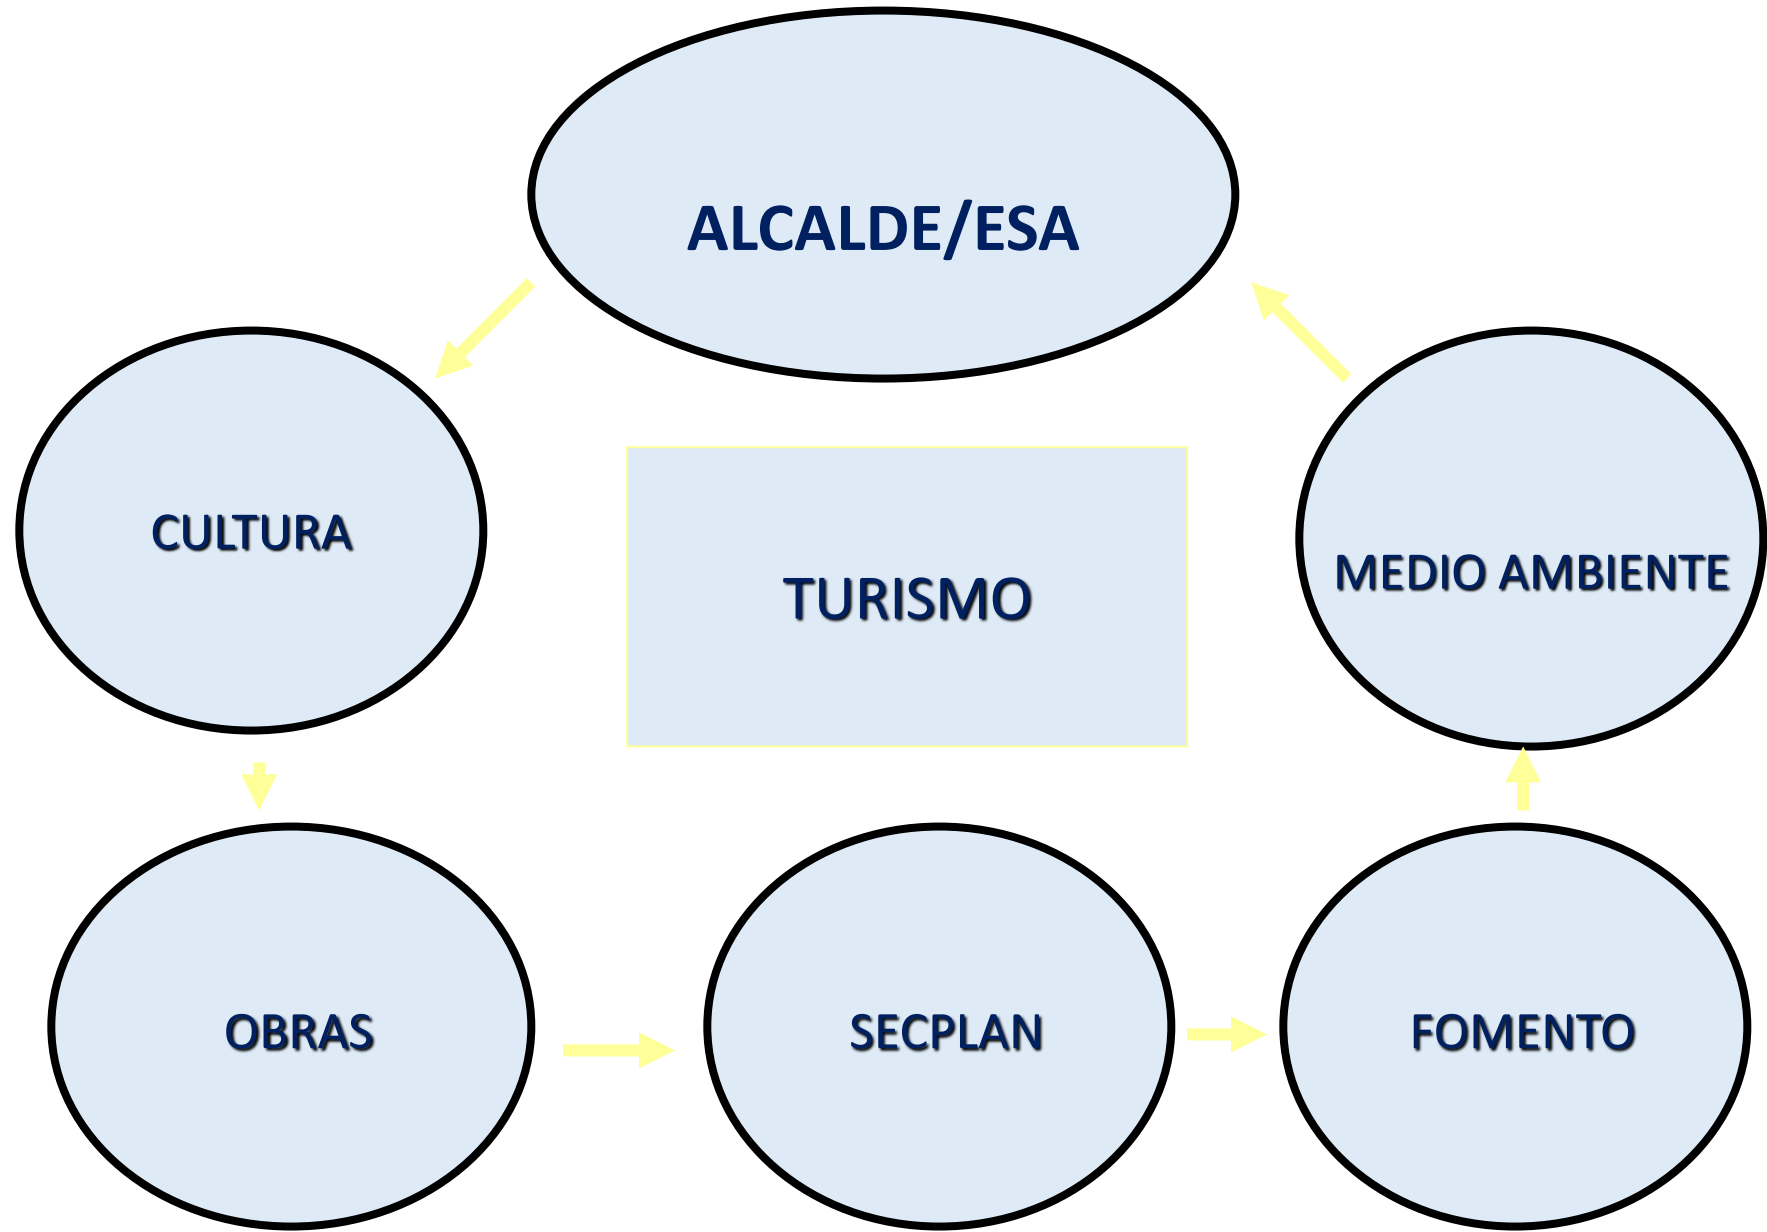 ALCALDE/ESA
CULTURA
MEDIO AMBIENTE
TURISMO
OBRAS
SECPLAN
FOMENTO